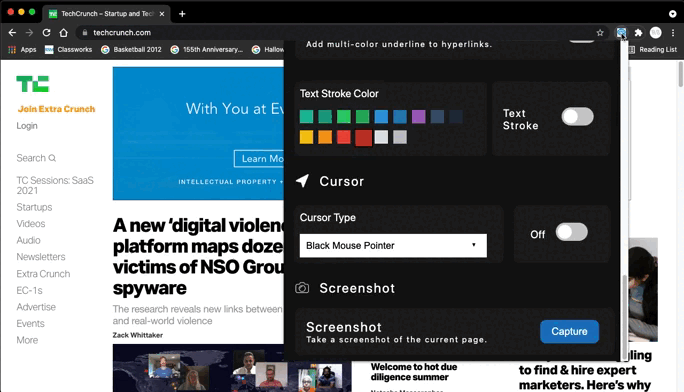 TechCrunch – Startup and Tech
techcrunch.com
Apps
Classworks
Basketball 2012
155th Anniversary...
Reading List
TC
Join Extra Crunch
Login
Search
TC Sessions: SaaS
2021
Startups
Videos
Audio
Newsletters
Extra Crunch
EC-1s
Advertise
Events
More
With You at Ev
Learn Mo
INTELLECTUAL PROPERTY +
A new 'digital violenc
platform maps doze
victims of NSO Grou
spyware
The research reveals new links between
and real-world violence
Zack Whittaker
Add multi-color underline to hyperlinks.
Text Stroke Color
Text
Stroke
Cursor
Cursor Type
Black Mouse Pointer
Off
Screenshot
Screenshot
Take a screenshot of the current page.
Capture
Welcome to hot due
diligence summer
gling
to find & hire expert
marketers. Here's why